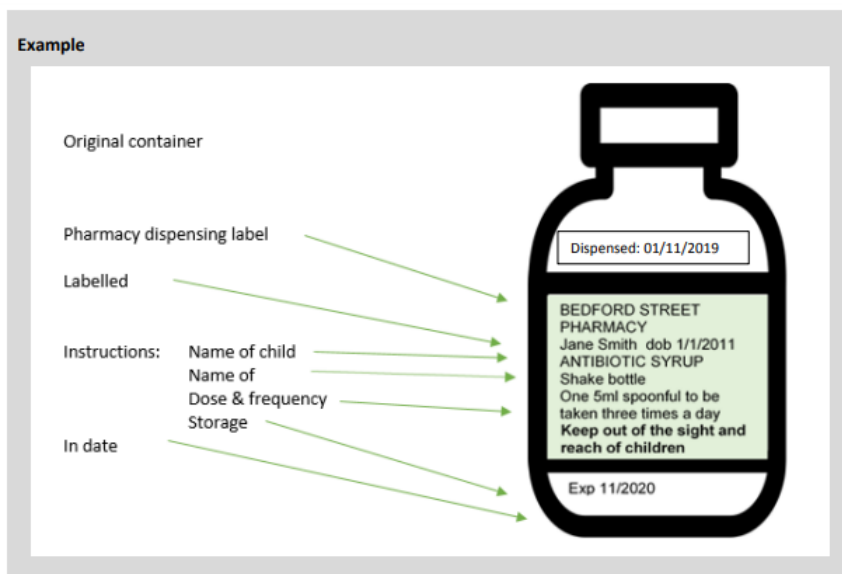 Example
Original container
Pharmacy dispensing label
Labelled
Instructions: Name of child
Name of
Dose & frequency
Storage
In date
Dispensed: 01/11/2019
BEDFORD STREET
PHARMACY
Jane Smith dob 1/1/2011
ANTIBIOTIC SYRUP
Shake bottle
One 5ml spoonful to be
taken three times a day
Keep out of the sight and
reach of children
Exp 11/2020